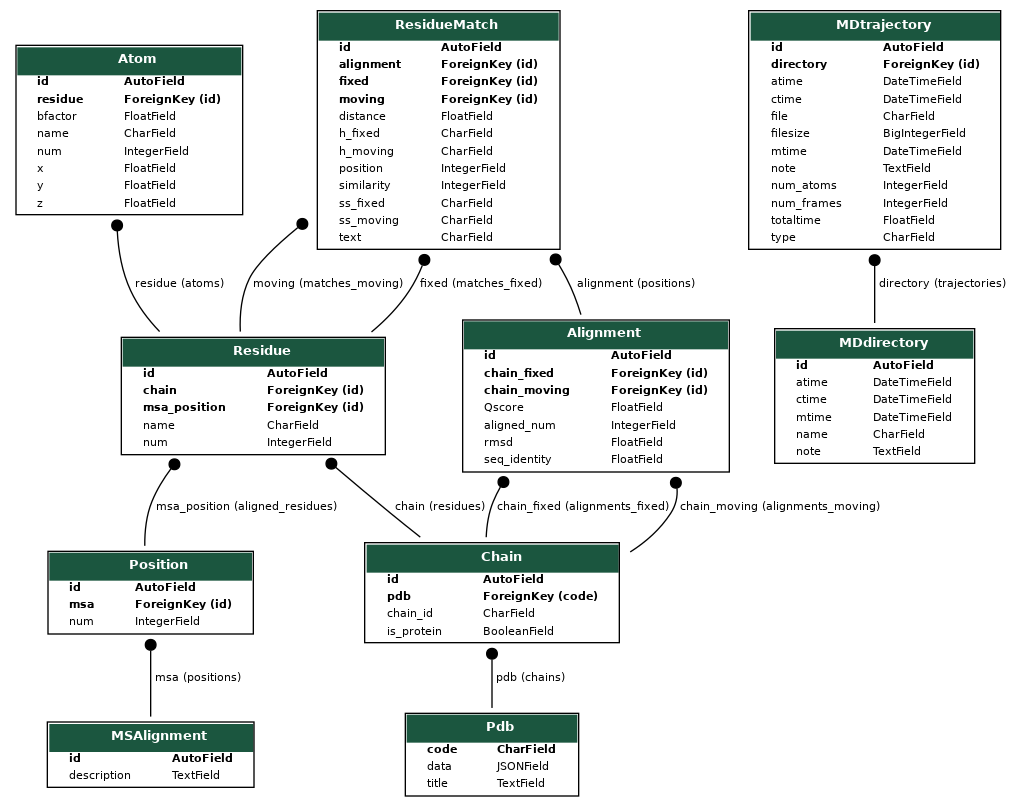 Atom
id AutoField
residue ForeignKey (id)
bfactor FloatField
name CharField
num IntegerField
x FloatField
y FloatField
z FloatField
ResidueMatch
id AutoField
alignment ForeignKey (id)
fixed ForeignKey (id)
moving ForeignKey (id)
distance FloatField
h_fixed CharField
h_moving CharField
position IntegerField
similarity IntegerField
ss_fixed CharField
ss_moving CharField
text CharField
MDtrajectory
id AutoField
directory ForeignKey (id)
atime DateTimeField
ctime DateTimeField
file CharField
filesize BigIntegerField
mtime DateTimeField
note TextField
num_atoms IntegerField
num_frames IntegerField
totaltime FloatField
type CharField
residue (atoms)
moving (matches_moving)
fixed (matches_fixed)
alignment (positions)
directory (trajectories)
Residue
id AutoField
chain ForeignKey (id)
msa_position ForeignKey (id)
name CharField
num IntegerField
Alignment
id AutoField
chain_fixed ForeignKey (id)
chain_moving ForeignKey (id)
Qscore FloatField
aligned_num IntegerField
rmsd FloatField
seq_identity FloatField
MDdirectory
id AutoField
atime DateTimeField
ctime DateTimeField
mtime DateTimeField
name CharField
note TextField
msa_position (aligned_residues)
chain (residues)
chain_fixed (alignments_fixed)
chain_moving (alignments_moving)
Position
id AutoField
msa ForeignKey (id)
num IntegerField
Chain
id AutoField
pdb ForeignKey (code)
chain_id CharField
is_protein BooleanField
msa (positions)
pdb (chains)
MSAlignment
id AutoField
description TextField
Pdb
code CharField
data JSONField
title TextField